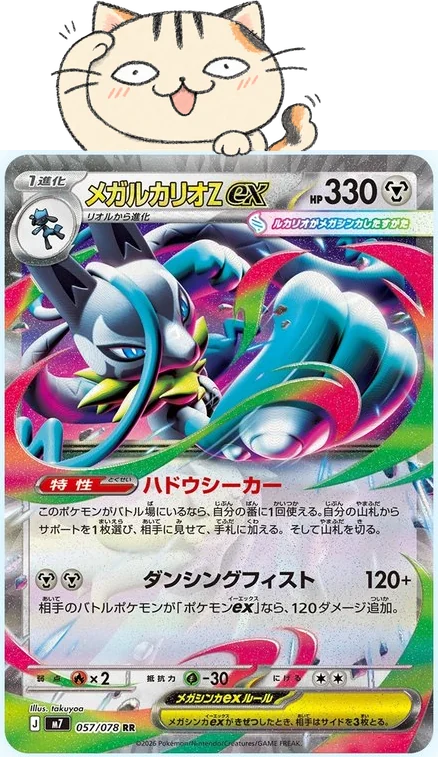 1進化
メガルカリオZex
HP330
リオルから進化
ルカリオがメガシンカしたすがた
特性
とくせい
ハドウシーカー
このポケモンがバトル場にいるなら、自分の番に1回使える。自分の山札から
サポートを1枚選び、相手に見せて、手札に加える。そして山札を切る。
ダンシングフィスト 120+
相手のバトルポケモンが「ポケモンex」なら、120ダメージ追加。
弱点 ×2 抵抗力 -30 にげる
メガシンカexルール
メガシンカexがきぜつしたとき、相手はサイドを3枚とる。
Illus. takuyoa
J M7 057/078 RR
©2026 Pokémon/Nintendo/Creatures/GAME FREAK.